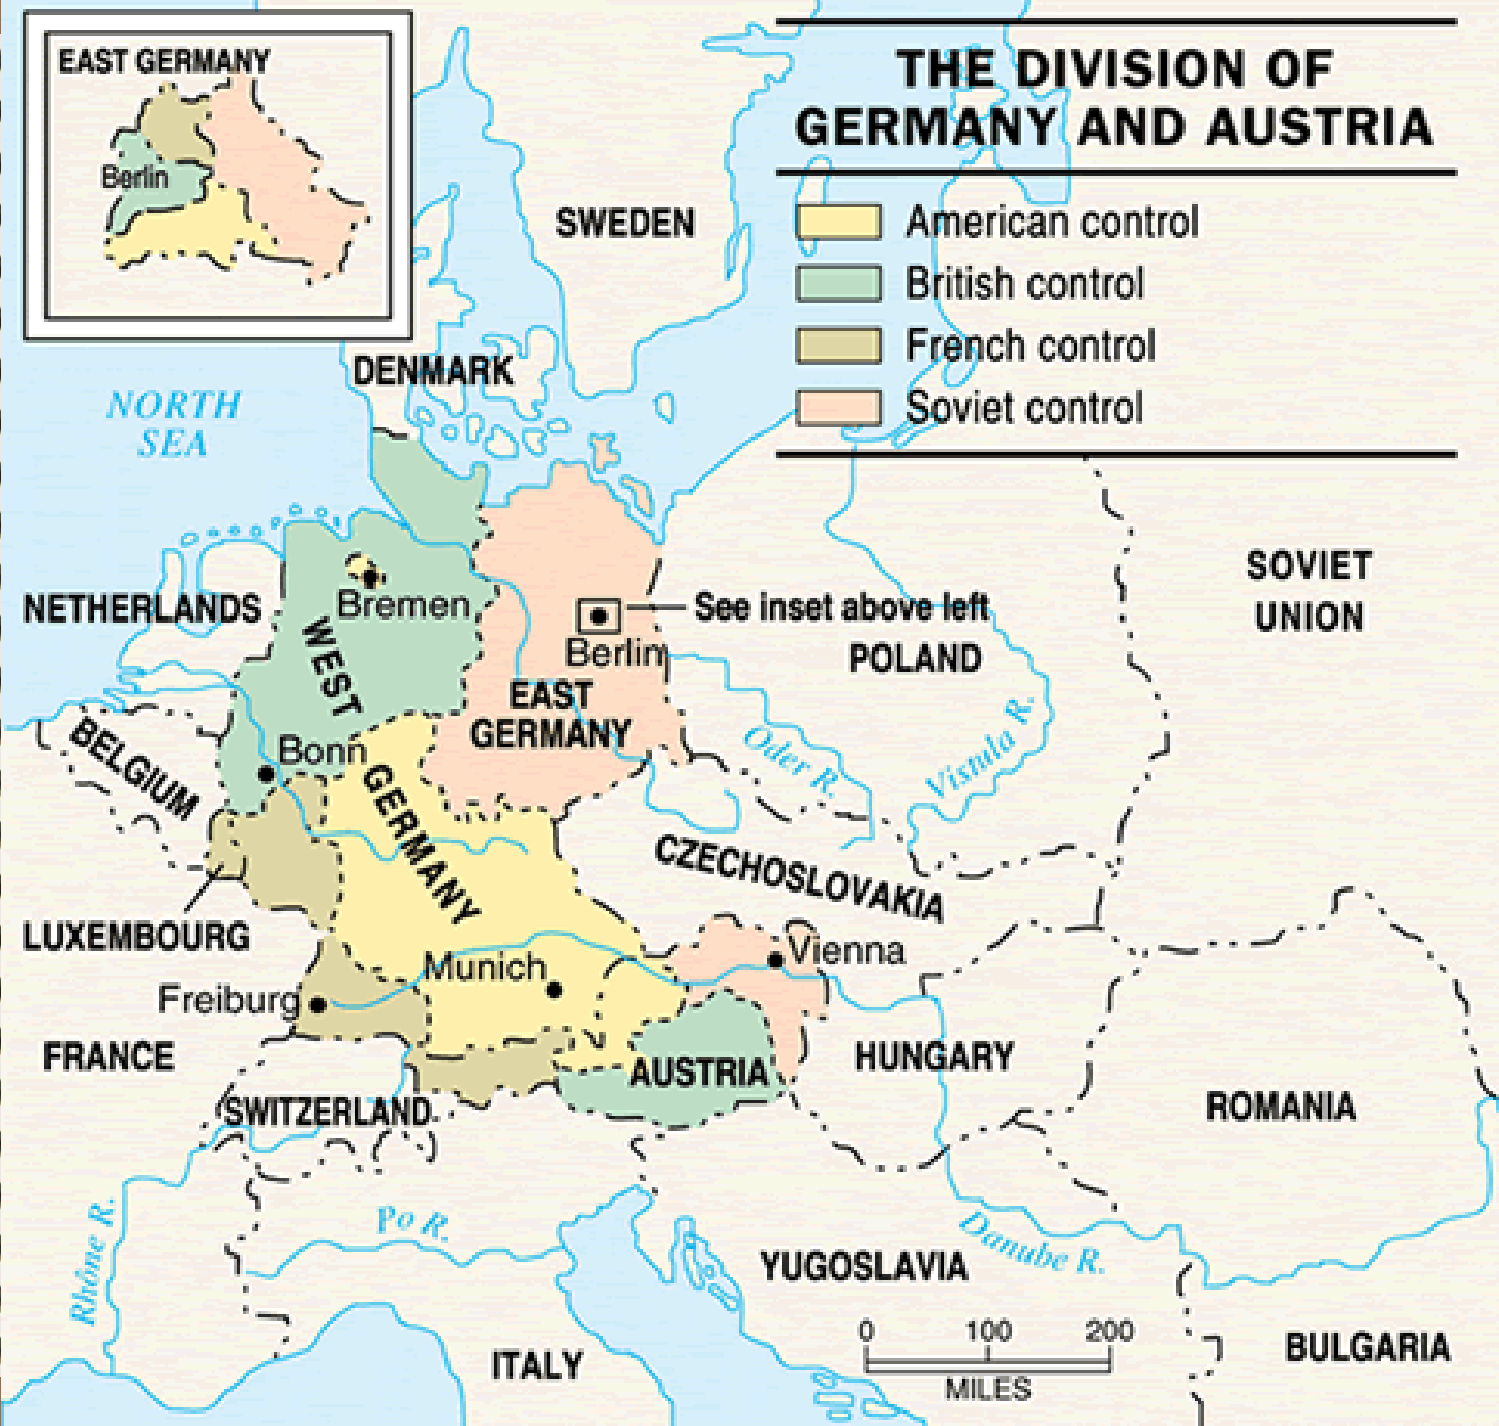 EAST GERMANY
Berlin
THE DIVISION OF
GERMANY AND AUSTRIA
American control
British control
French control
Soviet control
SWEDEN
DENMARK
NORTH
SEA
SOVIET
UNION
NETHERLANDS
Bremen
See inset above left
Berlin
POLAND
WEST
GERMANY
EAST
GERMANY
BELGIUM
Bonn
Oder R.
Vistula R.
CZECHOSLOVAKIA
LUXEMBOURG
Vienna
Munich
Freiburg
FRANCE
AUSTRIA
HUNGARY
SWITZERLAND
ROMANIA
Rhône R.
Po R.
Danube R.
YUGOSLAVIA
ITALY
BULGARIA
0 100 200
MILES